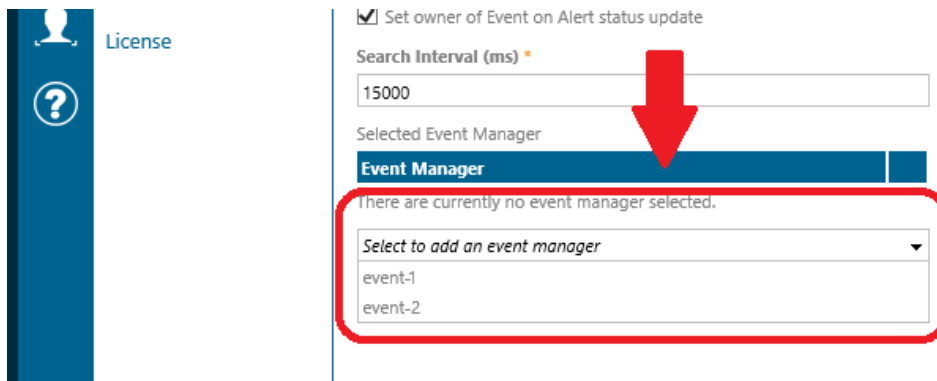 Set owner of Event on Alert status update
License
Search Interval (ms) *
15000
Selected Event Manager
Event Manager
There are currently no event manager selected.
Select to add an event manager
event-1
event-2